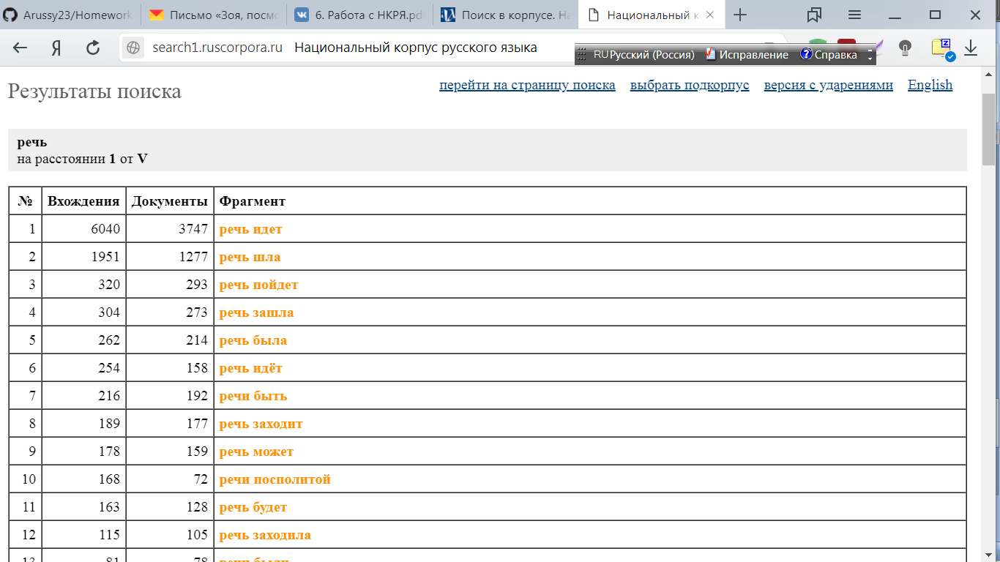 Arussy23/Homework
Письмо «Зоя, посмо
6. Работа с НКРЯ.pdf
Поиск в корпусе. На
Национальный к
search1.ruscorpora.ru Национальный корпус русского языка
RU Русский (Россия) Исправление Справка
Результаты поиска
перейти на страницу поиска выбрать подкорпус версия с ударениями English
речь
на расстоянии 1 от V
№ Вхождения Документы Фрагмент
1 6040 3747 речь идет
2 1951 1277 речь шла
3 320 293 речь пойдет
4 304 273 речь зашла
5 262 214 речь была
6 254 158 речь идёт
7 216 192 речи быть
8 189 177 речь заходит
9 178 159 речь может
10 168 72 речи посполитой
11 163 128 речь будет
12 115 105 речь заходила
13 81 78